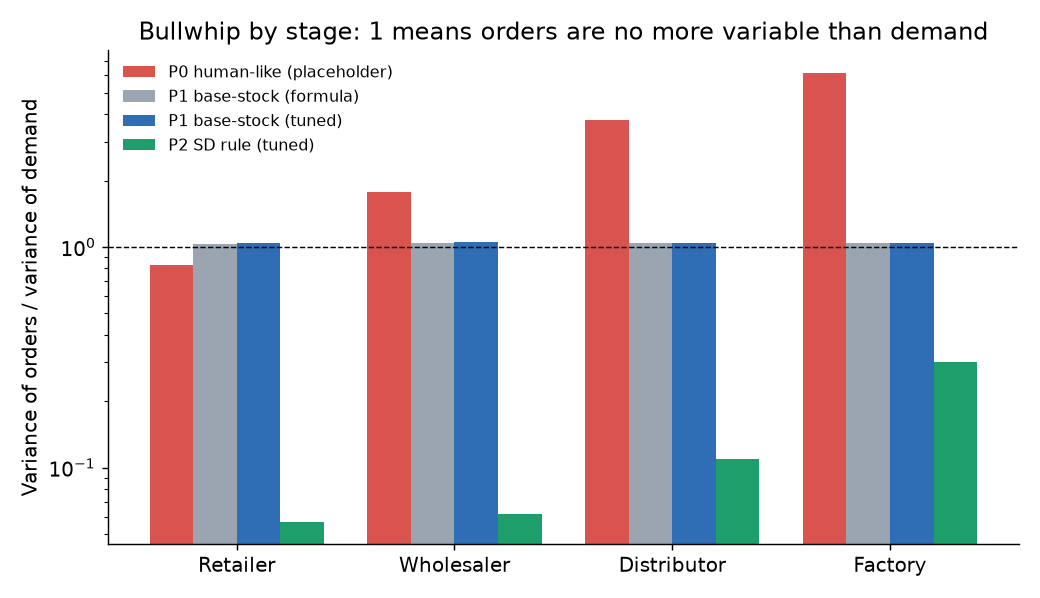 Bullwhip by stage: 1 means orders are no more variable than demand
P0 human-like (placeholder)
P1 base-stock (formula)
P1 base-stock (tuned)
P2 SD rule (tuned)
Variance of orders / variance of demand
10⁰
10⁻¹
Retailer
Wholesaler
Distributor
Factory